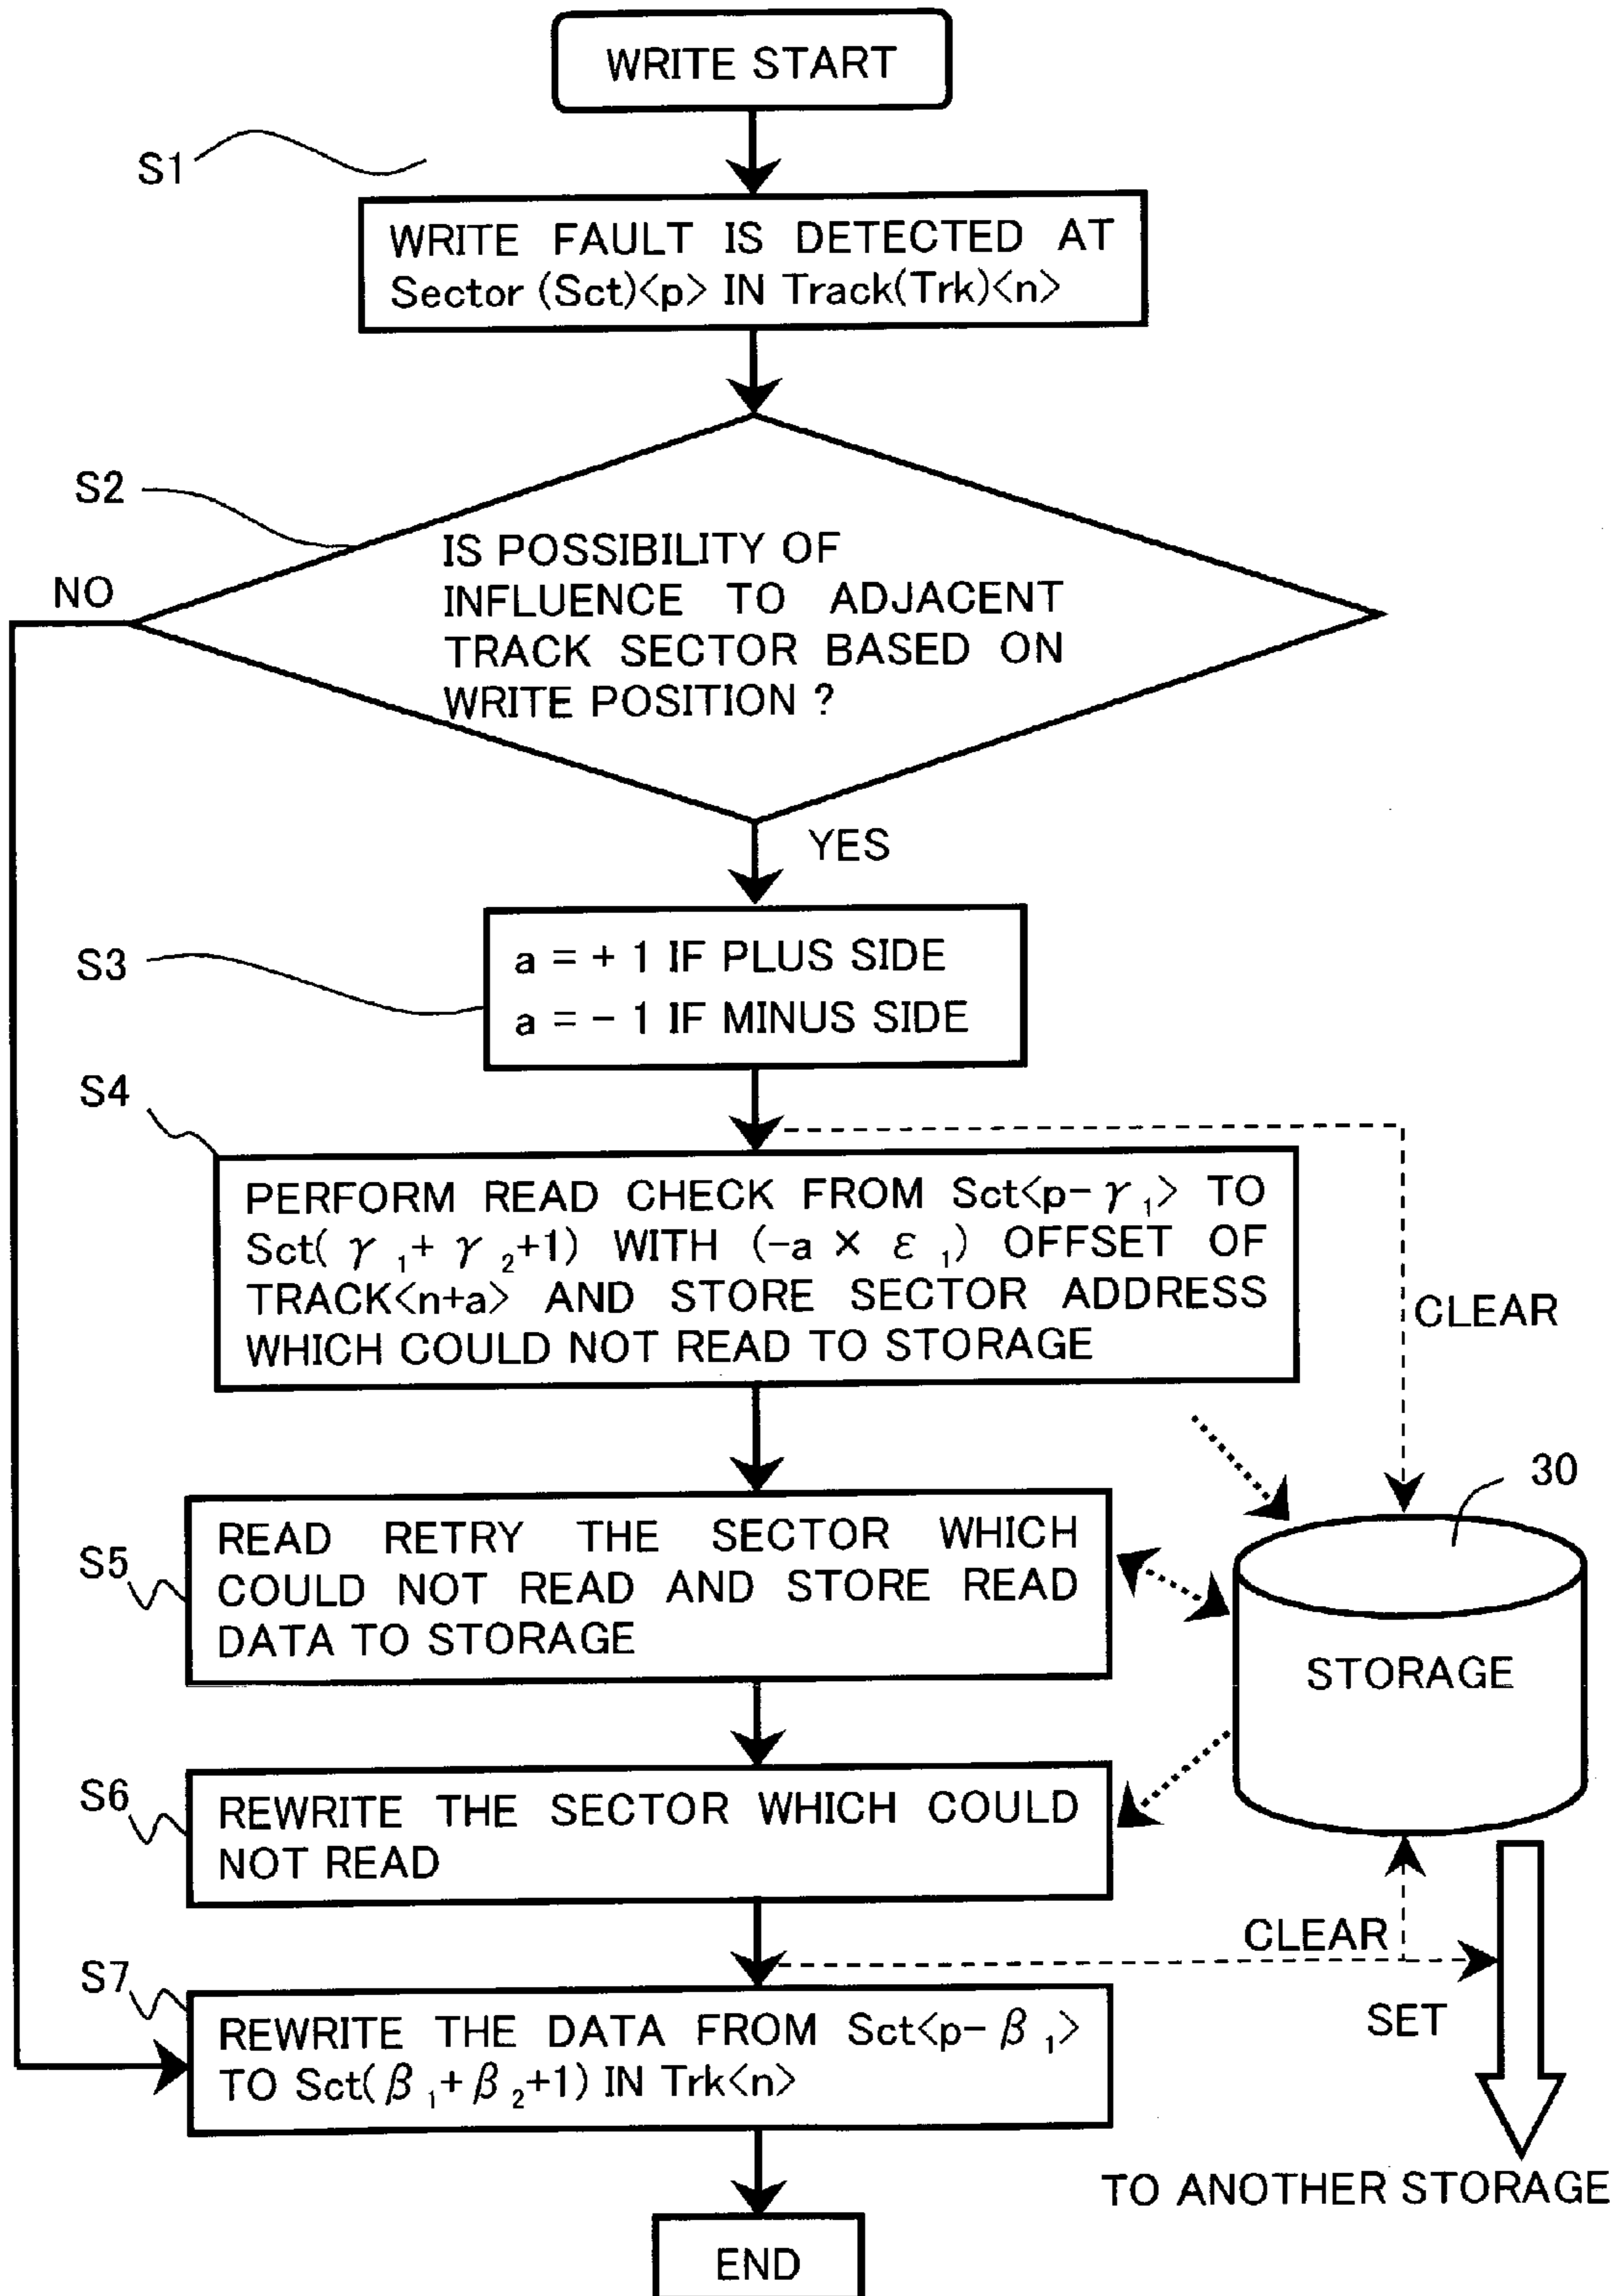 WRITE START
S1
WRITE FAULT IS DETECTED AT
Sector (Sct)<p> IN Track(Trk)<n>
S2
IS POSSIBILITY OF
INFLUENCE TO ADJACENT
TRACK SECTOR BASED ON
WRITE POSITION ?
NO
YES
S3
a = + 1 IF PLUS SIDE
a = − 1 IF MINUS SIDE
S4
PERFORM READ CHECK FROM Sct<p−γ₁> TO
Sct(γ₁+γ₂+1) WITH (-a × ε₁) OFFSET OF
TRACK<n+a> AND STORE SECTOR ADDRESS
WHICH COULD NOT READ TO STORAGE
CLEAR
30
S5
READ RETRY THE SECTOR WHICH
COULD NOT READ AND STORE READ
DATA TO STORAGE
STORAGE
S6
REWRITE THE SECTOR WHICH COULD
NOT READ
CLEAR
SET
S7
REWRITE THE DATA FROM Sct<p−β₁>
TO Sct(β₁+β₂+1) IN Trk<n>
TO ANOTHER STORAGE
END